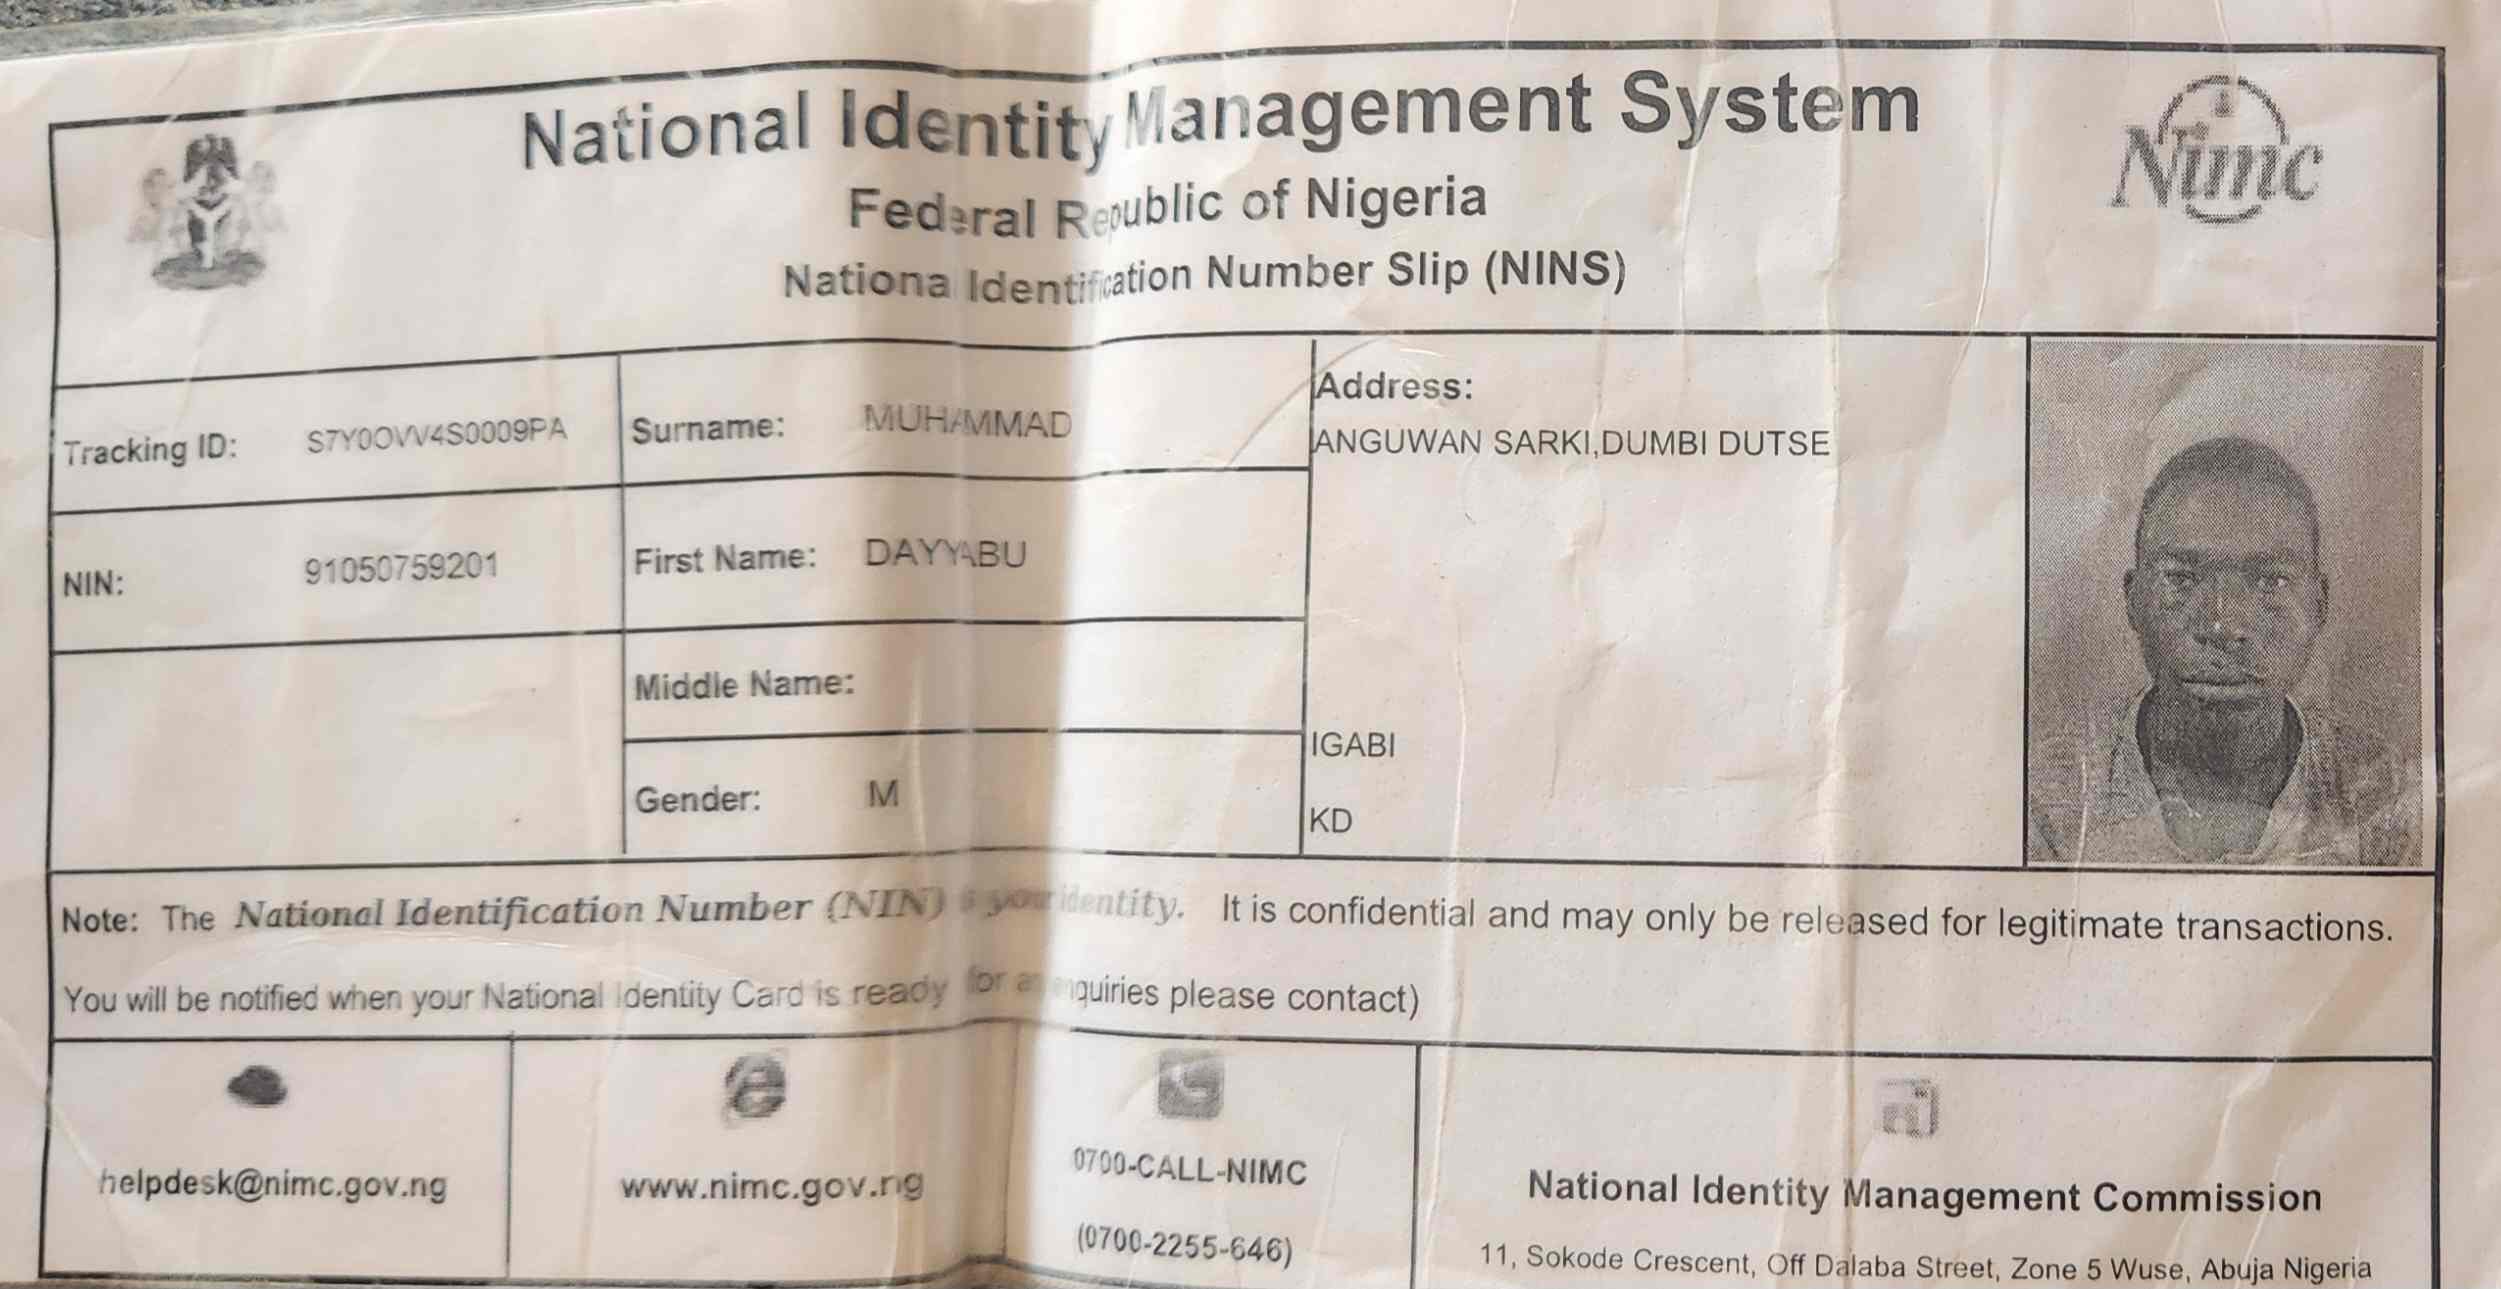 National Identity Management System
Federal Republic of Nigeria
Nationa Identification Number Slip (NINS)
Nimc
Tracking ID: S7Y0OVV4S0009PA
Surname: MUHAMMAD
Address:
ANGUWAN SARKI,DUMBI DUTSE
NIN: 91050759201
First Name: DAYYABU
Middle Name:
IGABI
Gender: M
KD
Note: The National Identification Number (NIN) is your identity. It is confidential and may only be released for legitimate transactions.
You will be notified when your National Identity Card is ready for enquiries please contact)
helpdesk@nimc.gov.ng
www.nimc.gov.ng
0700-CALL-NIMC
(0700-2255-646)
National Identity Management Commission
11, Sokode Crescent, Off Dalaba Street, Zone 5 Wuse, Abuja Nigeria